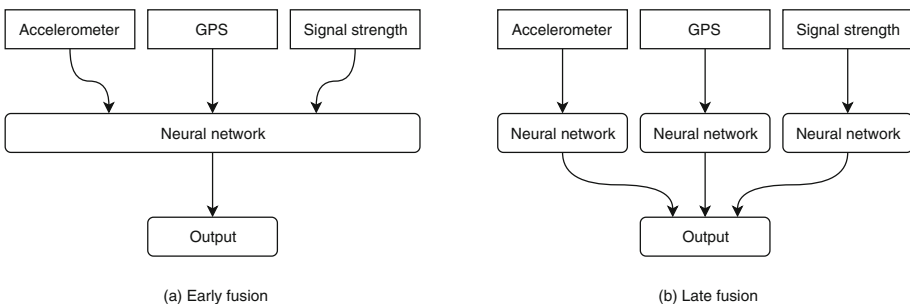 Accelerometer
GPS
Signal strength
Neural network
Output
(a) Early fusion
Accelerometer
GPS
Signal strength
Neural network
Neural network
Neural network
Output
(b) Late fusion